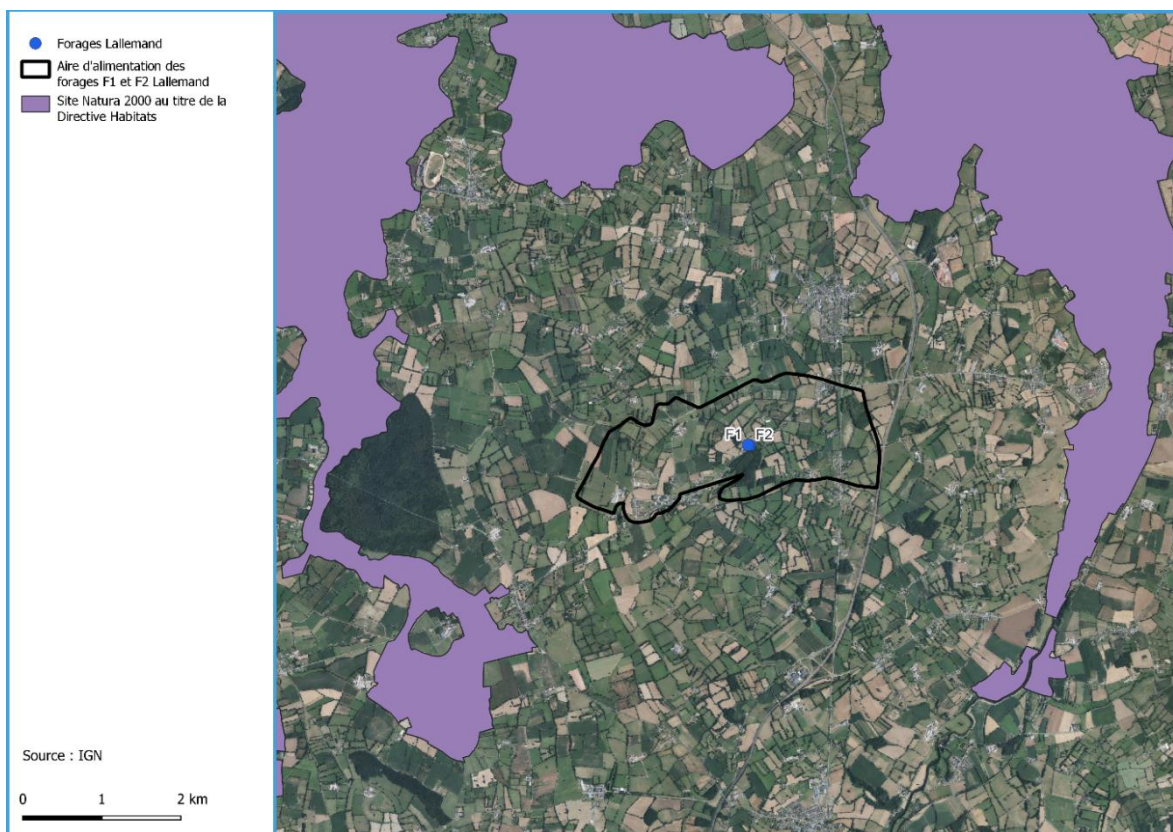 Forages Lallemand
Aire d'alimentation des
forages F1 et F2 Lallemand
Site Natura 2000 au titre de la
Directive Habitats
F1 F2
Source : IGN
0 1 2 km